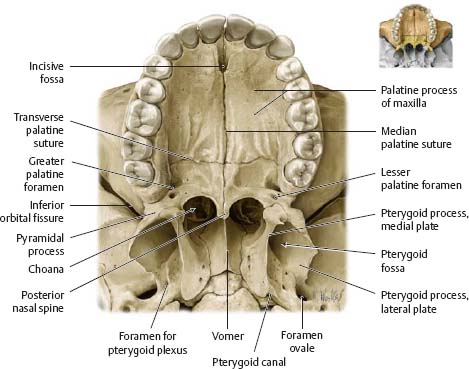 Incisive
fossa
Transverse
palatine
suture
Greater
palatine
foramen
Inferior
orbital fissure
Pyramidal
process
Choana
Posterior
nasal spine
Foramen for
pterygoid plexus
Vomer
Pterygoid canal
Foramen
ovale
Palatine process
of maxilla
Median
palatine suture
Lesser
palatine foramen
Pterygoid process,
medial plate
Pterygoid
fossa
Pterygoid process,
lateral plate